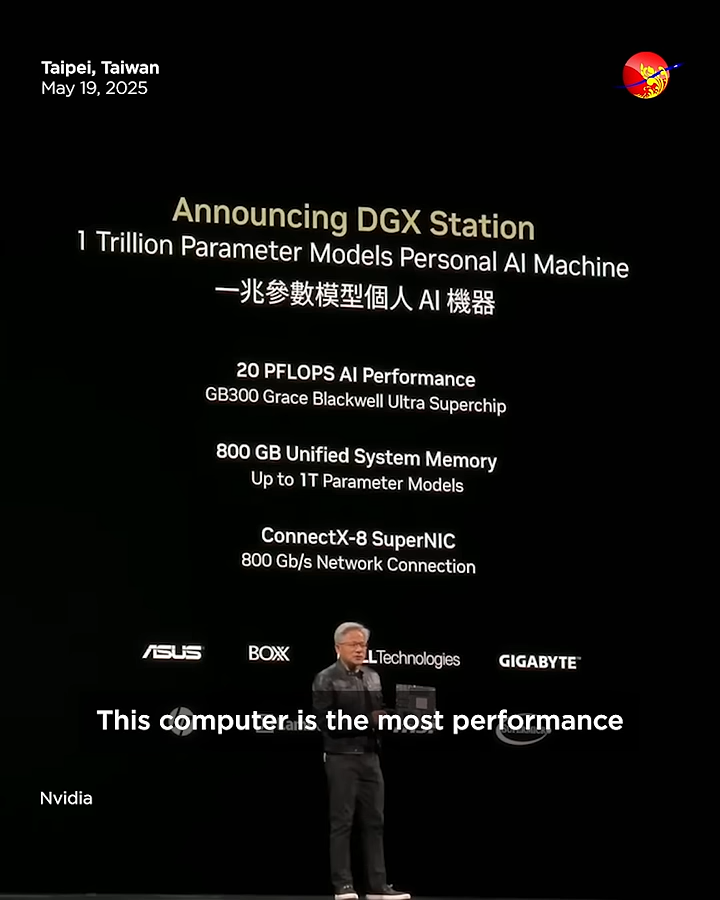 Taipei, Taiwan
May 19, 2025
Announcing DGX Station
1 Trillion Parameter Models Personal AI Machine
一兆參數模型個人 AI 機器
20 PFLOPS AI Performance
GB300 Grace Blackwell Ultra Superchip
800 GB Unified System Memory
Up to 1T Parameter Models
ConnectX-8 SuperNIC
800 Gb/s Network Connection
ASUS BOXX LLTechnologies GIGABYTE
This computer is the most performance
Nvidia